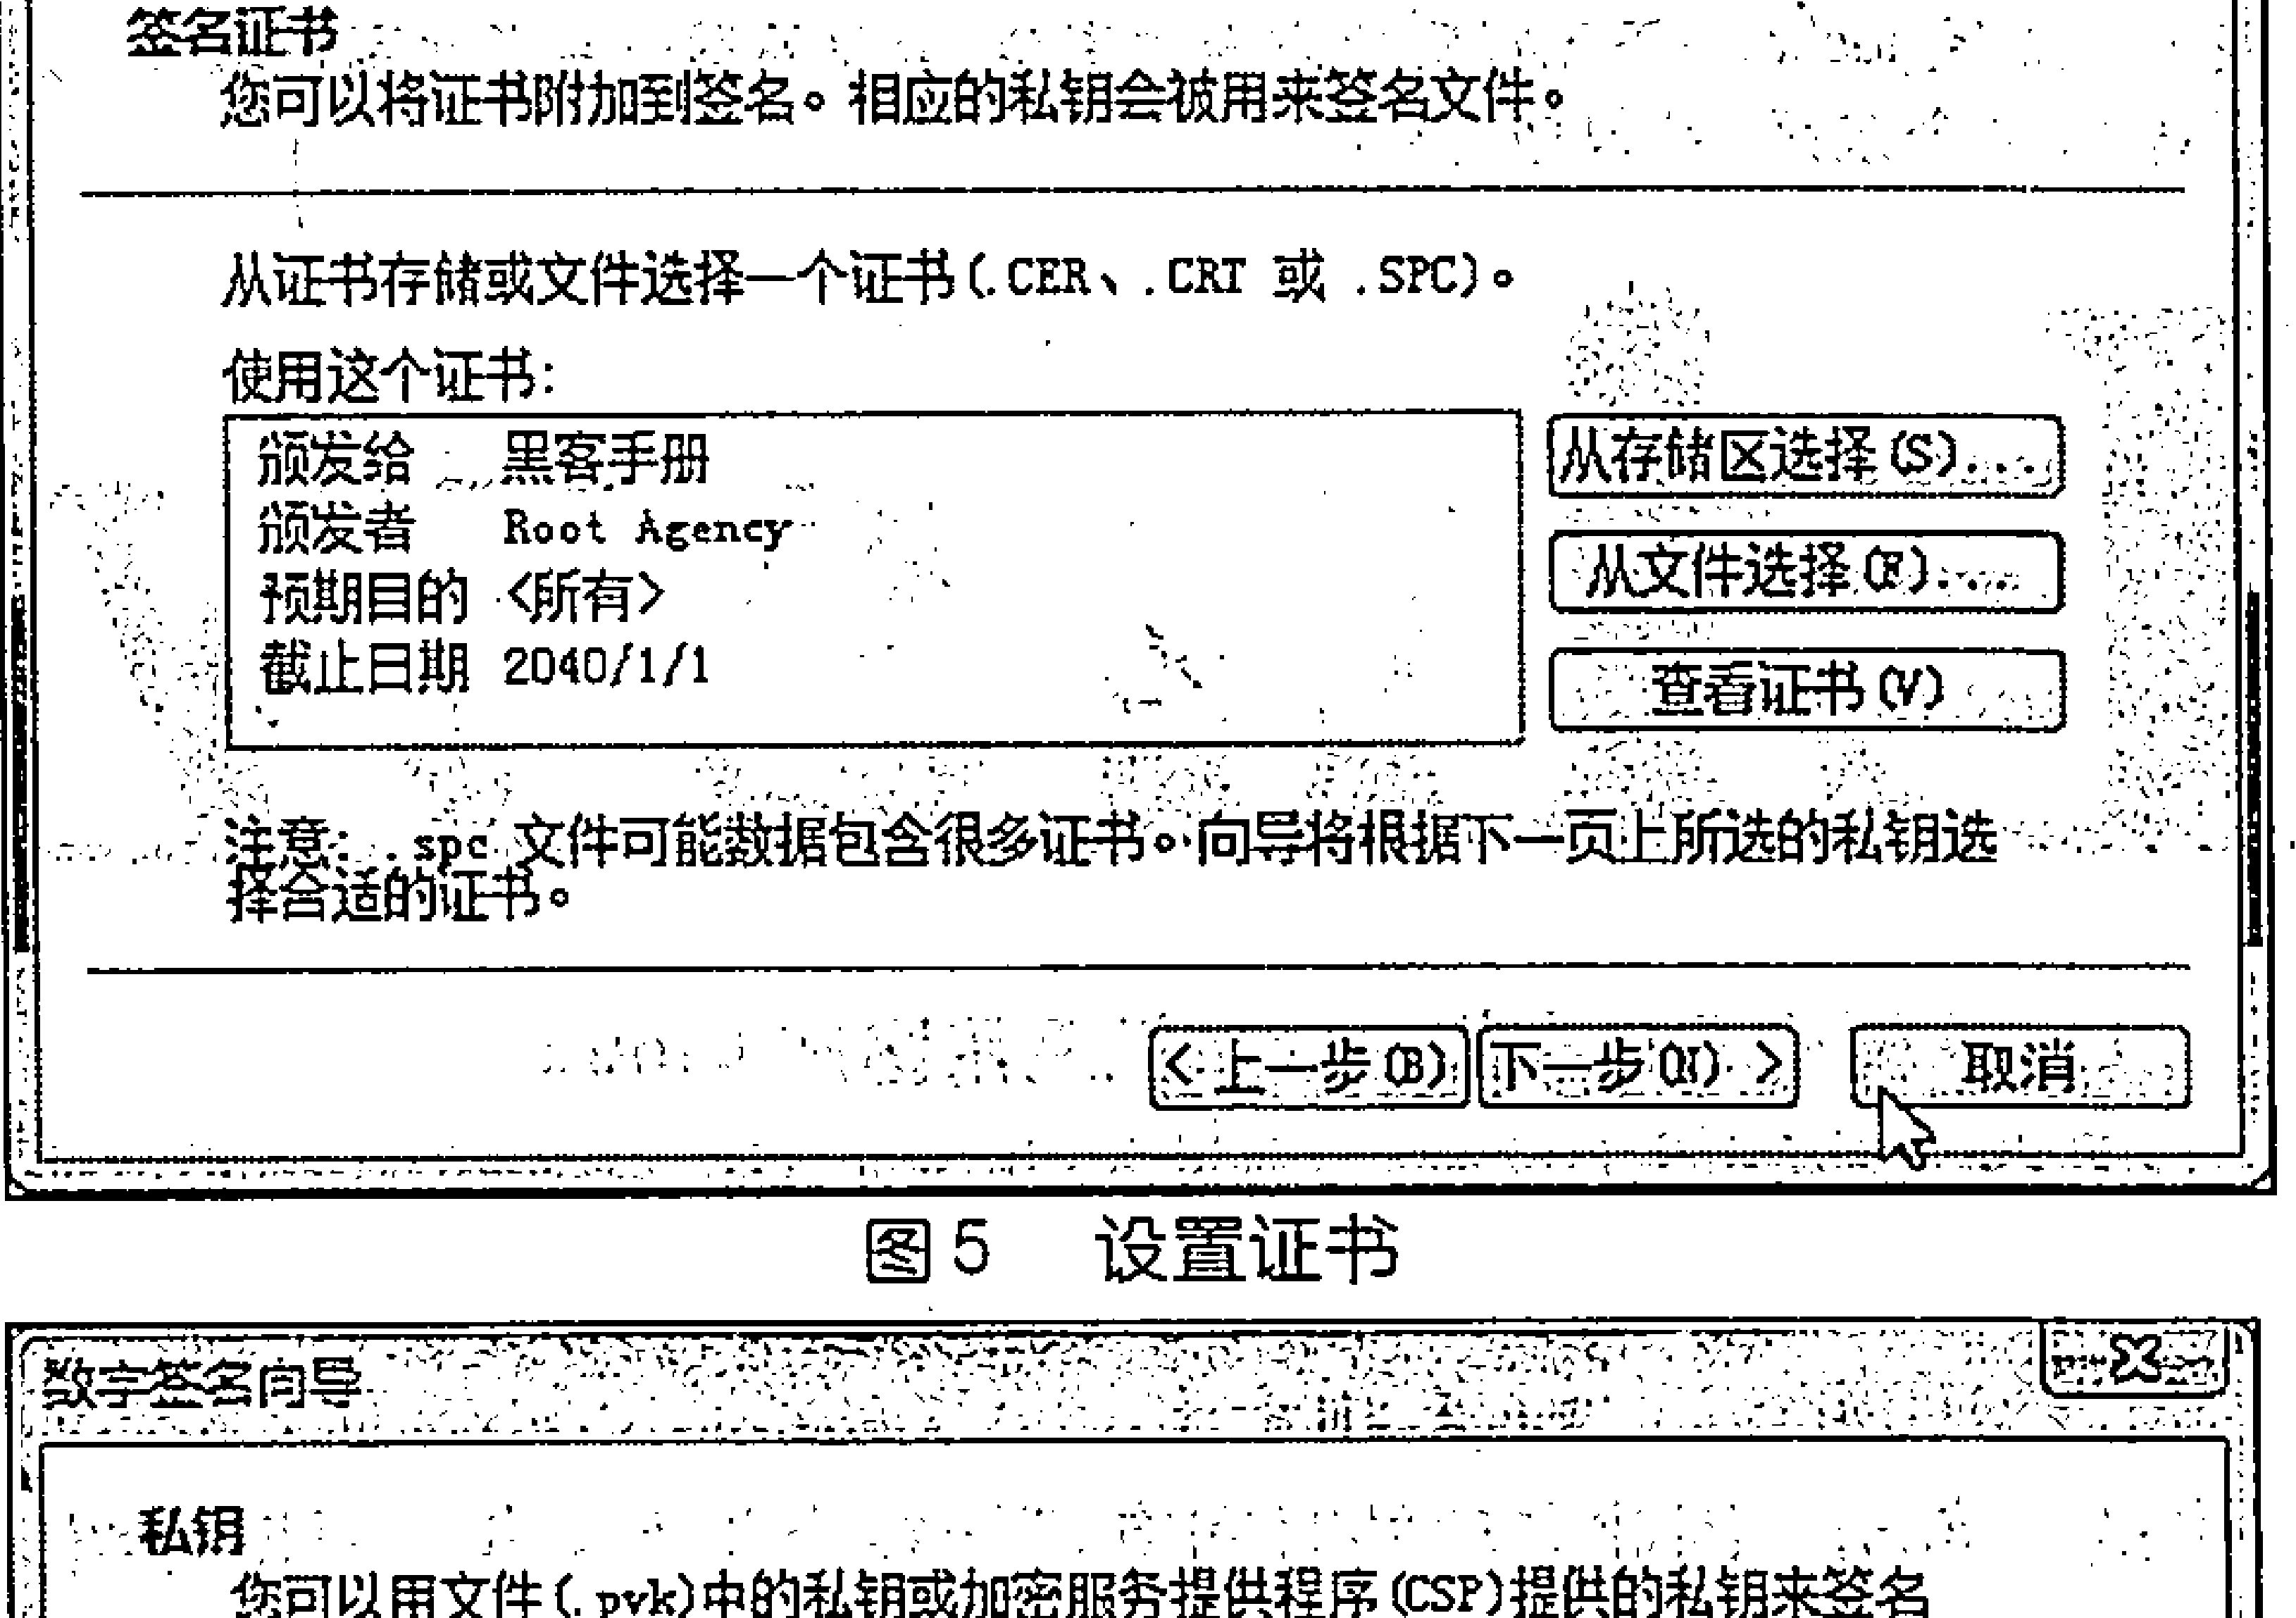 签名证书
您可以将证书附加到签名。相应的私钥会被用来签名文件。
从证书存储或文件选择一个证书(.CER、.CRT 或 .SPC)。
使用这个证书:
颁发给 黑客手册
颁发者 Root Agency
预期目的 <所有>
截止日期 2040/1/1
从存储区选择(S)...
从文件选择(F)...
查看证书(V)
注意: .spc 文件可能数据包含很多证书。向导将根据下一页上所选的私钥选
择合适的证书。
< 上一步(B) 下一步(N) > 取消
图5 设置证书
数字签名向导
私钥
您可以用文件(.pvk)中的私钥或加密服务提供程序(CSP)提供的私钥来签名